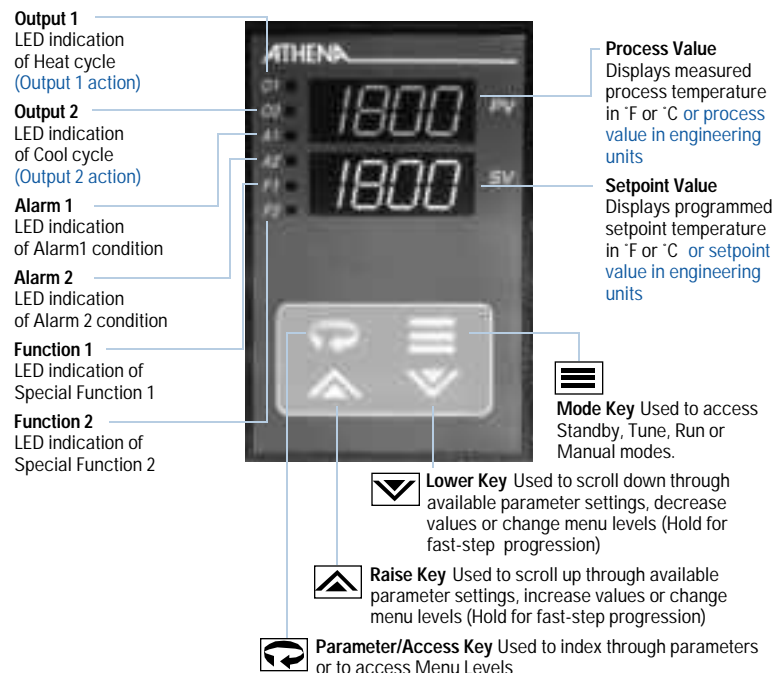 Output 1
LED indication
of Heat cycle
(Output 1 action)
Output 2
LED indication
of Cool cycle
(Output 2 action)
Alarm 1
LED indication
of Alarm1 condition
Alarm 2
LED indication
of Alarm 2 condition
Function 1
LED indication of
Special Function 1
Function 2
LED indication of
Special Function 2
ATHENA
O1
O2
A1
A2
F1
F2
1800
PV
1800
SV
Process Value
Displays measured
process temperature
in ˚F or ˚C or process
value in engineering
units
Setpoint Value
Displays programmed
setpoint temperature
in ˚F or ˚C or setpoint
value in engineering
units
Mode Key Used to access
Standby, Tune, Run or
Manual modes.
Lower Key Used to scroll down through
available parameter settings, decrease
values or change menu levels (Hold for
fast-step progression)
Raise Key Used to scroll up through available
parameter settings, increase values or change
menu levels (Hold for fast-step progression)
Parameter/Access Key Used to index through parameters
or to access Menu Levels